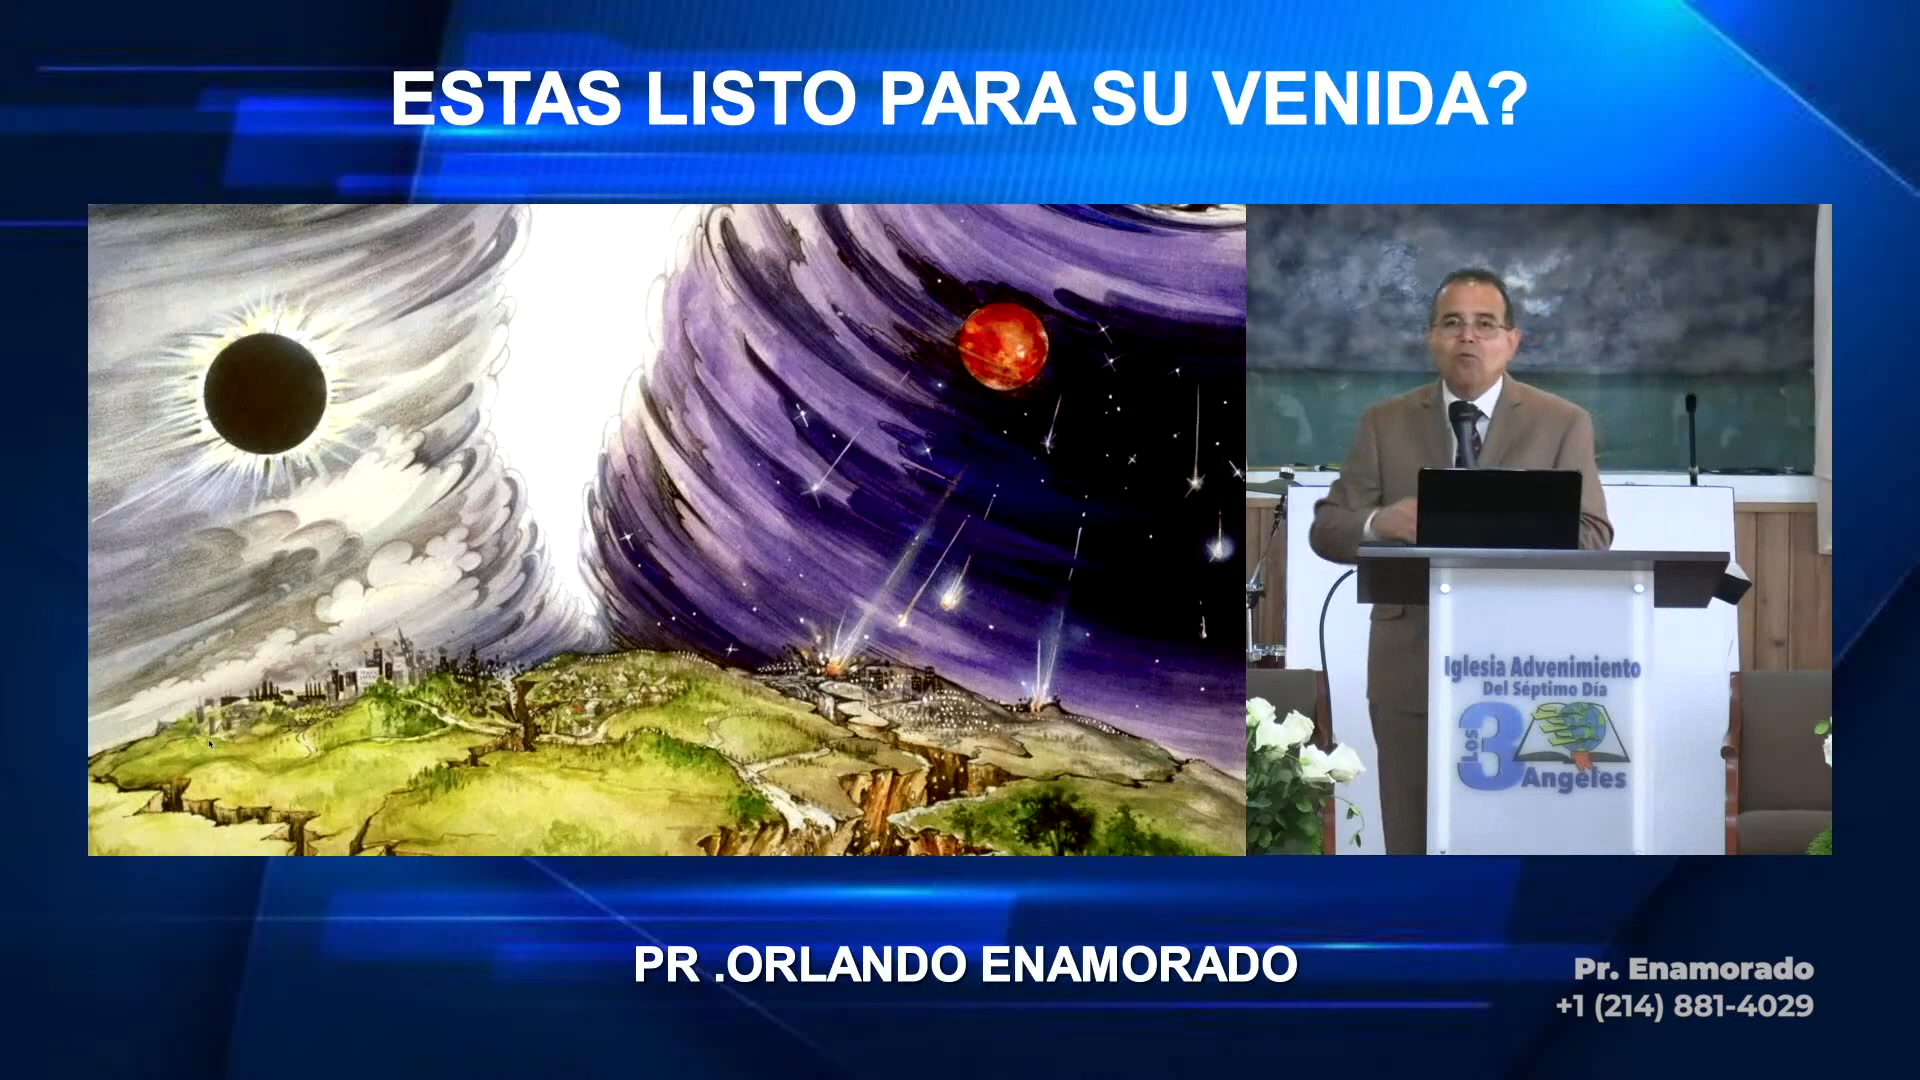 ESTAS LISTO PARA SU VENIDA?
Iglesia Advenimiento
Del Séptimo Día
Los 3 Angeles
PR .ORLANDO ENAMORADO
Pr. Enamorado
+1 (214) 881-4029